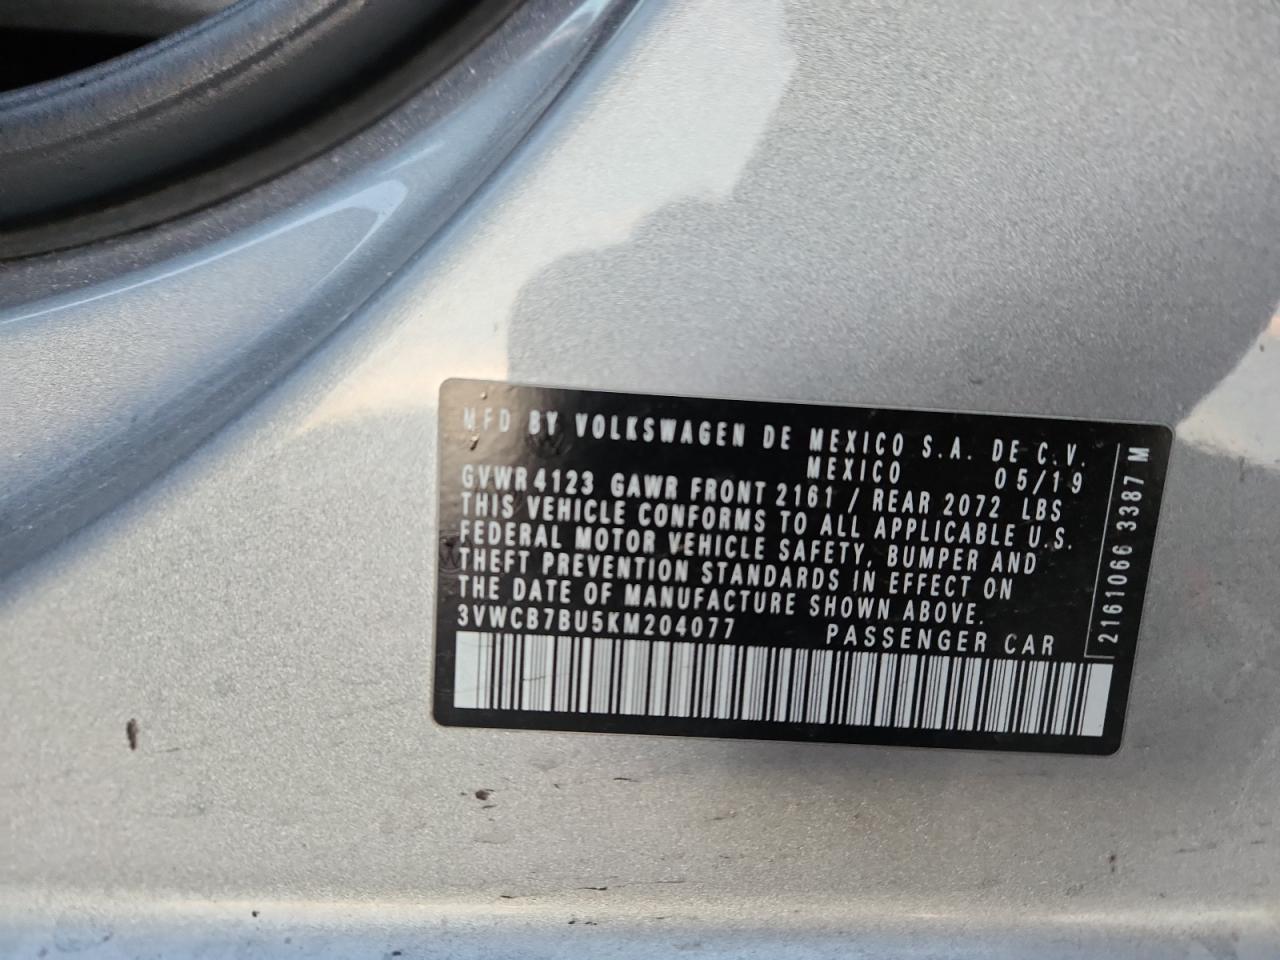 MFD BY VOLKSWAGEN DE MEXICO S.A. DE C.V.
MEXICO 05/19
GVWR 4123 GAWR FRONT 2161 / REAR 2072 LBS
THIS VEHICLE CONFORMS TO ALL APPLICABLE U.S.
FEDERAL MOTOR VEHICLE SAFETY, BUMPER AND
THEFT PREVENTION STANDARDS IN EFFECT ON
THE DATE OF MANUFACTURE SHOWN ABOVE.
3VWCB7BU5KM204077 PASSENGER CAR
2161066 3387 M